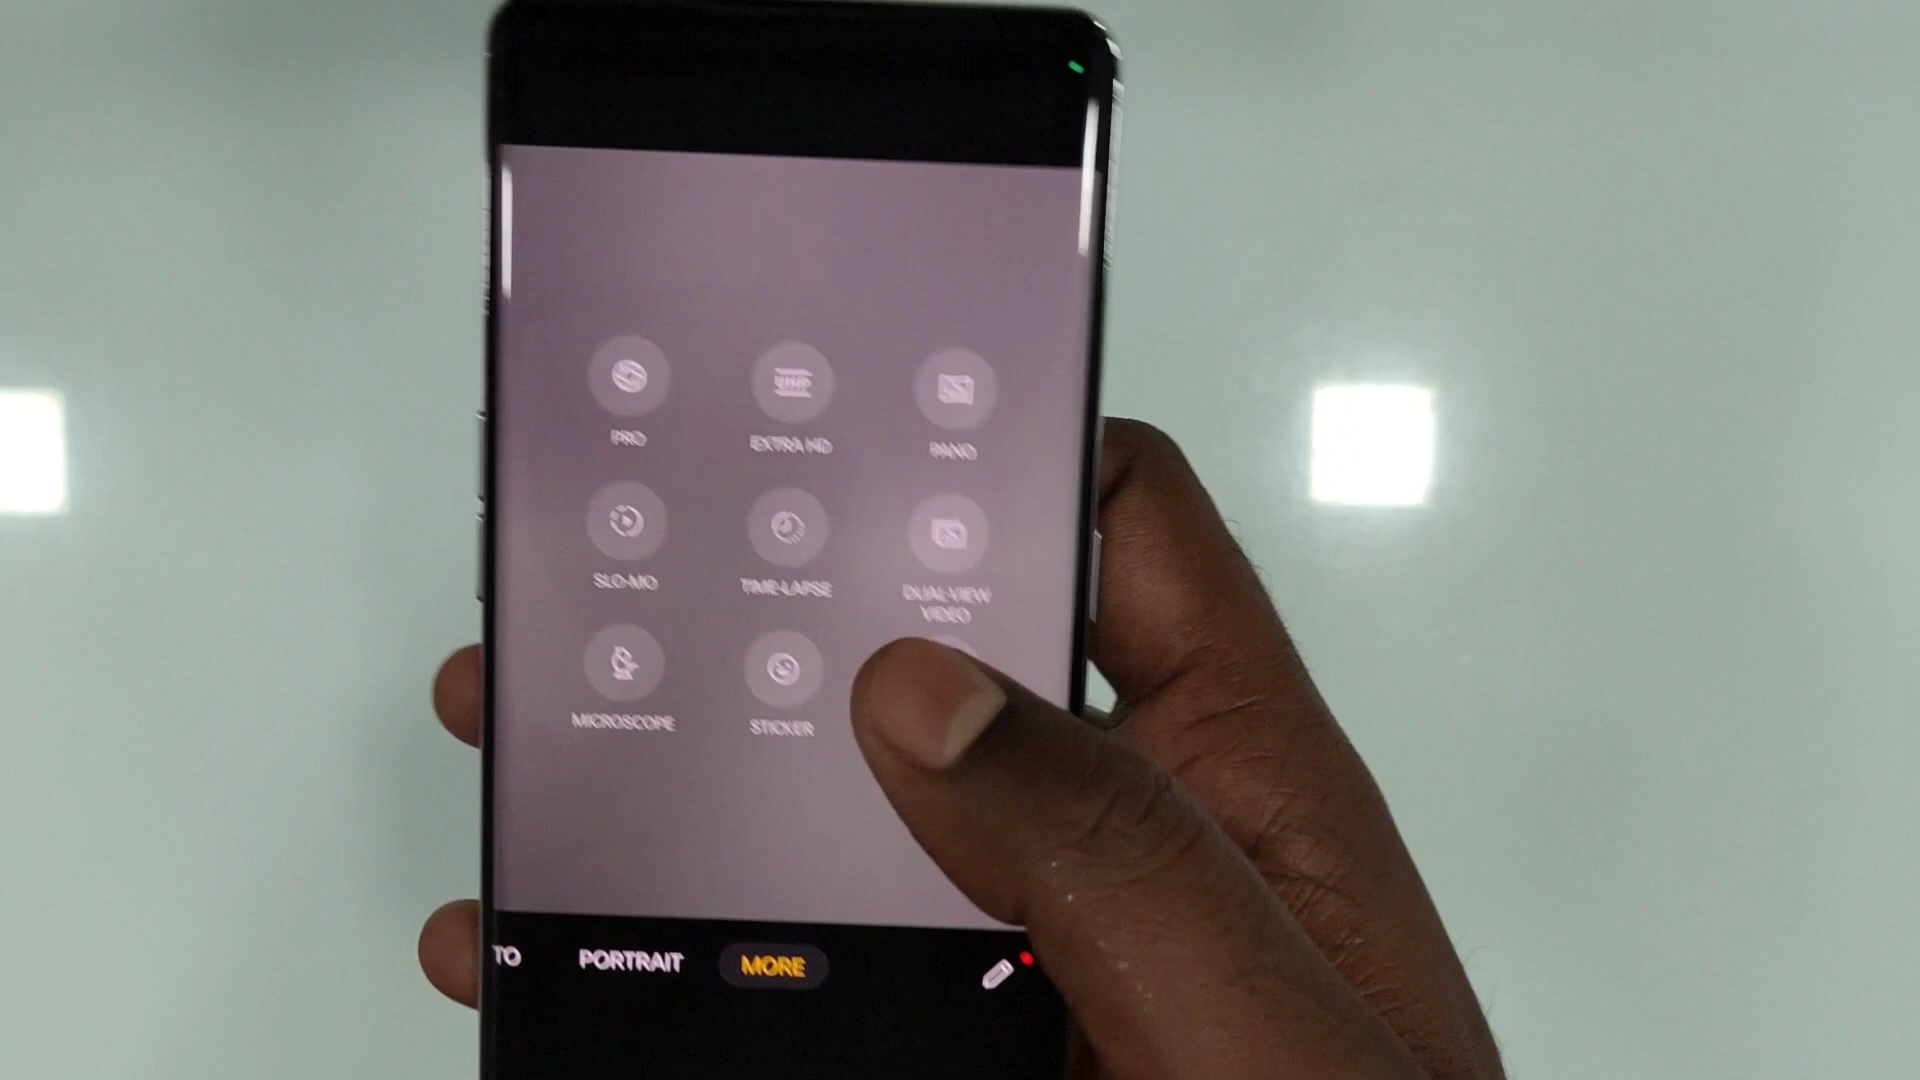 PRO
EXTRA HD
PANO
SLO-MO
TIME-LAPSE
DUAL-VIEW
VIDEO
MICROSCOPE
STICKER
TO
PORTRAIT
MORE